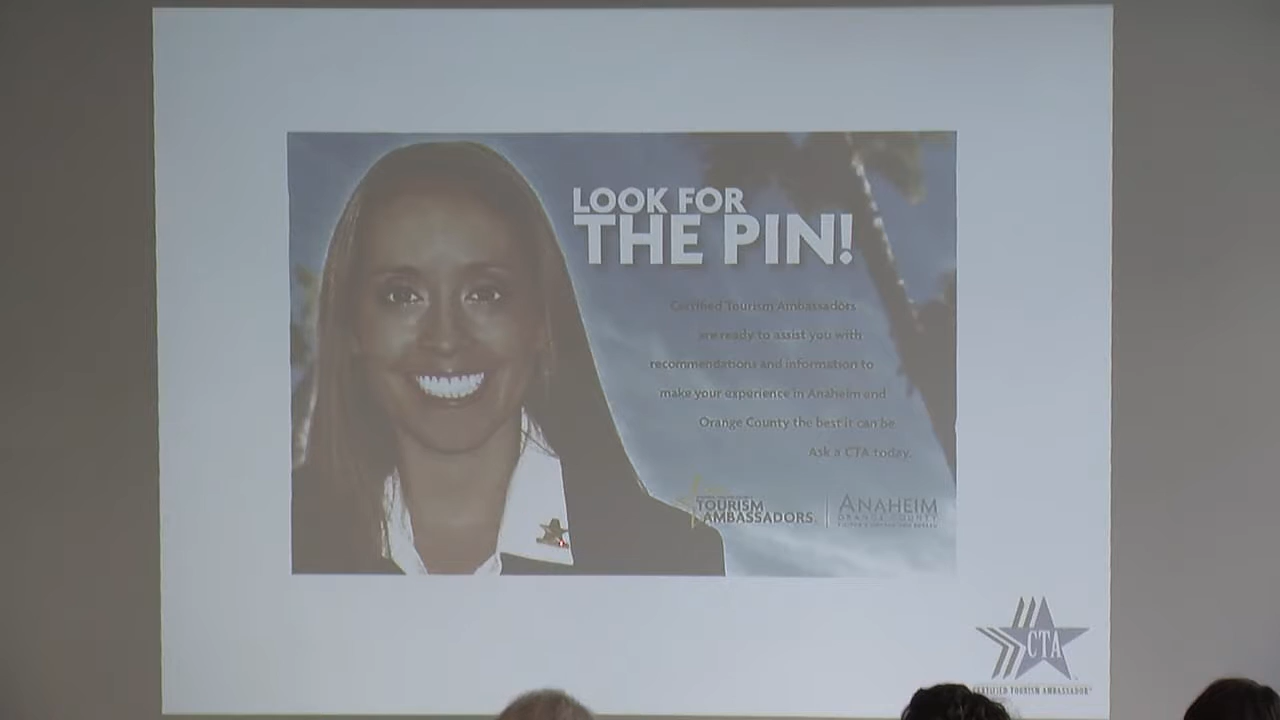 LOOK FOR
THE PIN!
Certified Tourism Ambassadors
are ready to assist you with
recommendations and information to
make your experience in Anaheim and
Orange County the best it can be.
Ask a CTA today.
TOURISM
AMBASSADORS
ANAHEIM
ORANGE COUNTY
CTA
CERTIFIED TOURISM AMBASSADOR